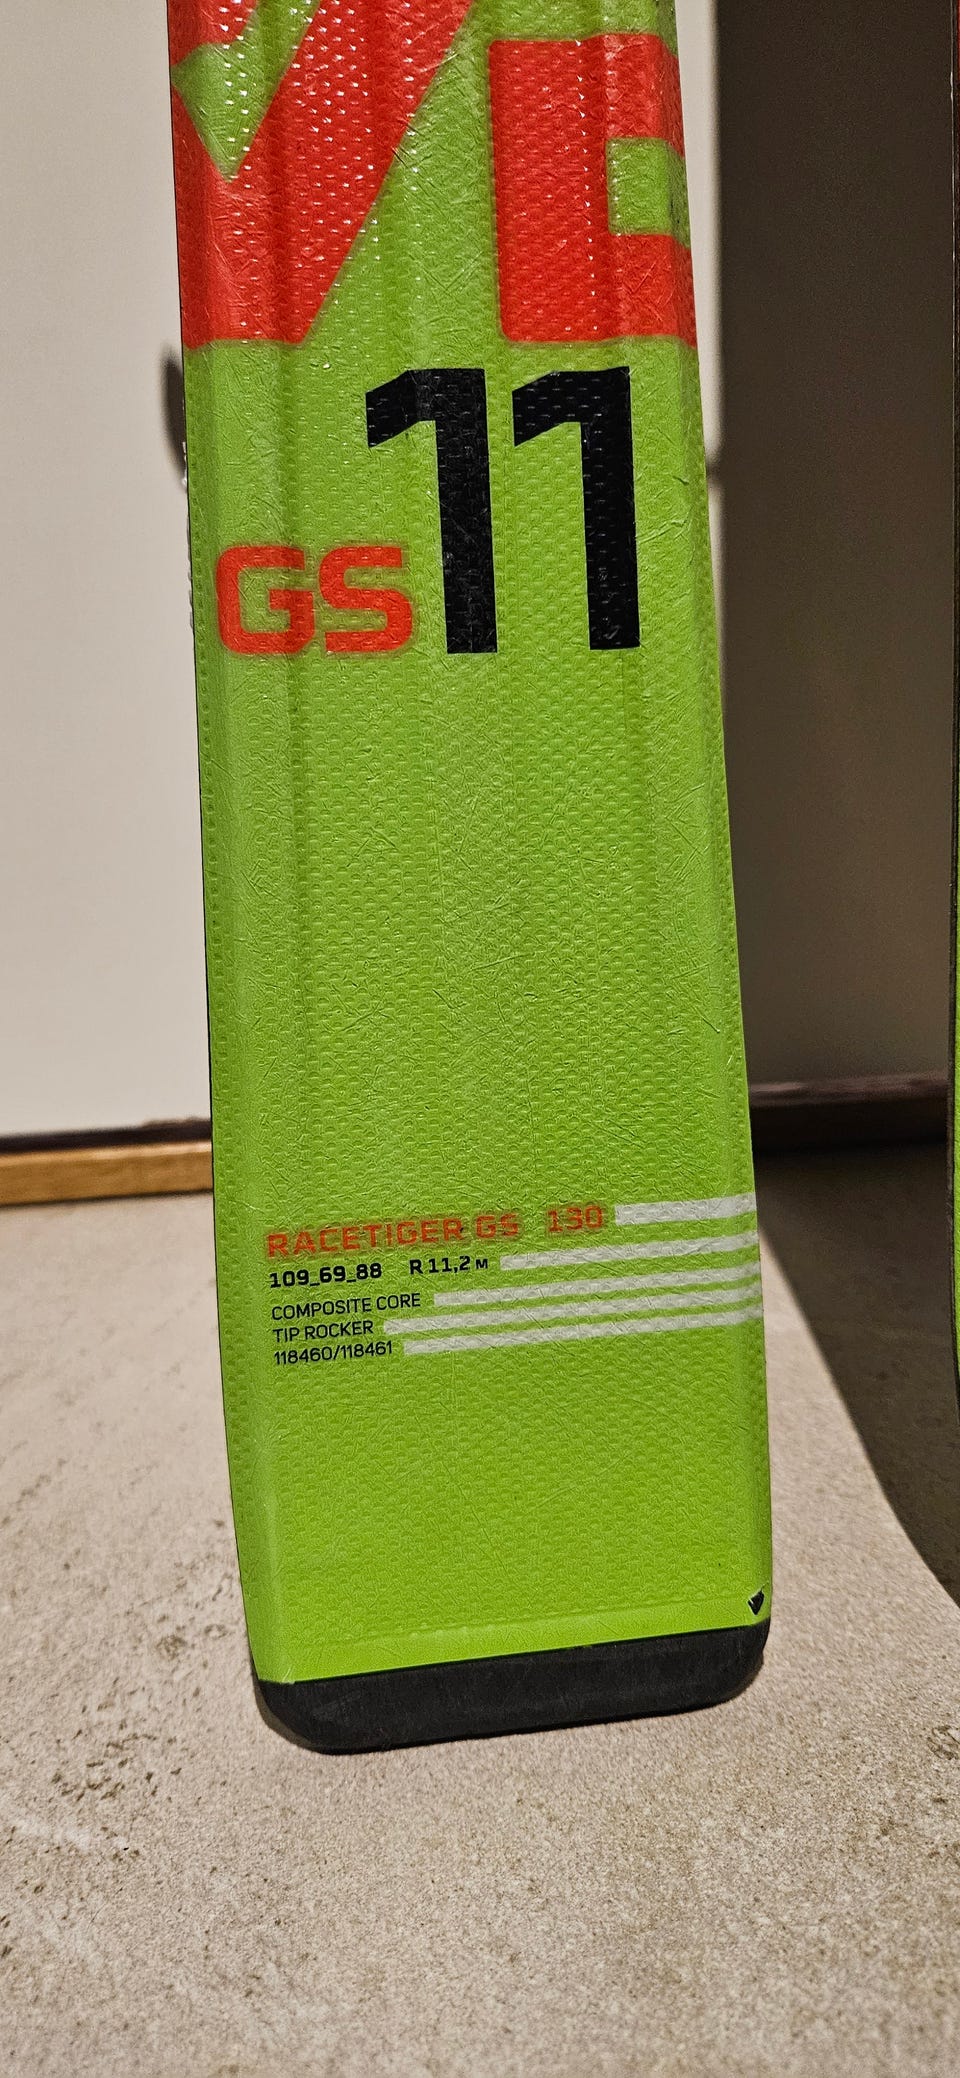 11
GS
RACETIGER GS 130
109_69_88 R 11,2 M
COMPOSITE CORE
TIP ROCKER
118460/118461